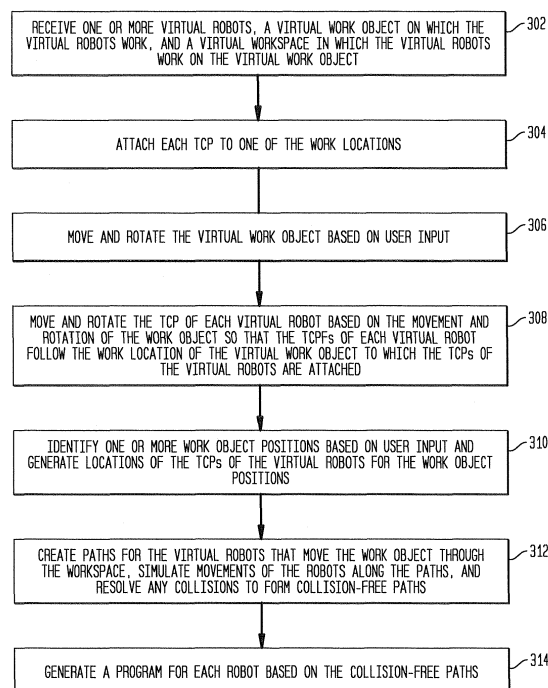 RECEIVE ONE OR MORE VIRTUAL ROBOTS, A VIRTUAL WORK OBJECT ON WHICH THE
VIRTUAL ROBOTS WORK, AND A VIRTUAL WORKSPACE IN WHICH THE VIRTUAL ROBOTS
WORK ON THE VIRTUAL WORK OBJECT
302
ATTACH EACH TCP TO ONE OF THE WORK LOCATIONS
304
MOVE AND ROTATE THE VIRTUAL WORK OBJECT BASED ON USER INPUT
306
MOVE AND ROTATE THE TCP OF EACH VIRTUAL ROBOT BASED ON THE MOVEMENT AND
ROTATION OF THE WORK OBJECT SO THAT THE TCPFs OF EACH VIRTUAL ROBOT
FOLLOW THE WORK LOCATION OF THE VIRTUAL WORK OBJECT TO WHICH THE TCPs OF
THE VIRTUAL ROBOTS ARE ATTACHED
308
IDENTIFY ONE OR MORE WORK OBJECT POSITIONS BASED ON USER INPUT AND
GENERATE LOCATIONS OF THE TCPs OF THE VIRTUAL ROBOTS FOR THE WORK OBJECT
POSITIONS
310
CREATE PATHS FOR THE VIRTUAL ROBOTS THAT MOVE THE WORK OBJECT THROUGH
THE WORKSPACE, SIMULATE MOVEMENTS OF THE ROBOTS ALONG THE PATHS, AND
RESOLVE ANY COLLISIONS TO FORM COLLISION-FREE PATHS
312
GENERATE A PROGRAM FOR EACH ROBOT BASED ON THE COLLISION-FREE PATHS
314